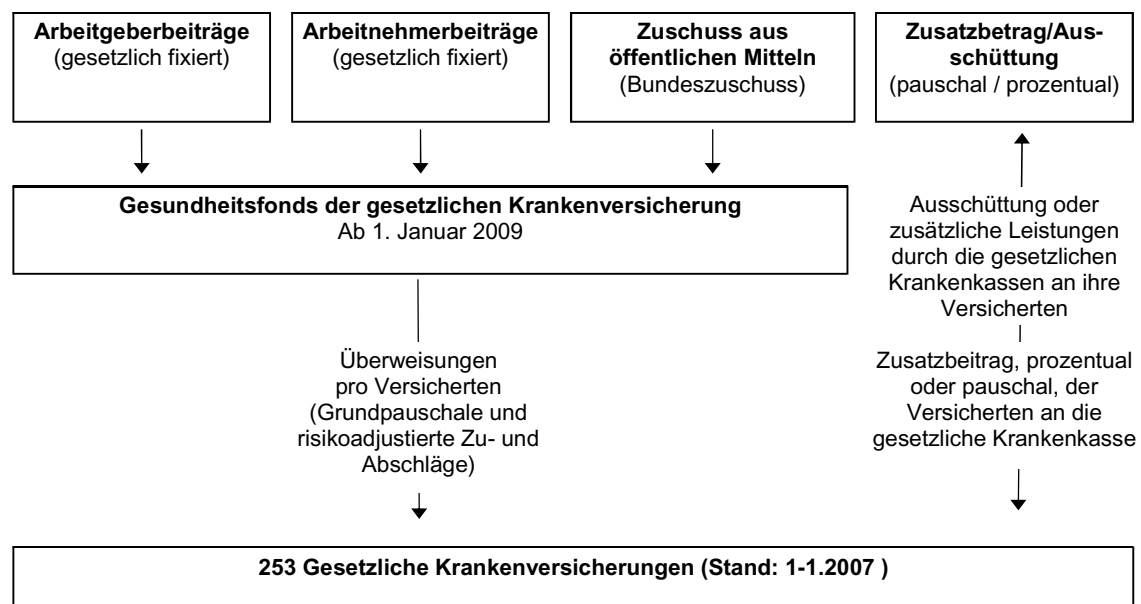 Arbeitgeberbeiträge
(gesetzlich fixiert)
Arbeitnehmerbeiträge
(gesetzlich fixiert)
Zuschuss aus
öffentlichen Mitteln
(Bundeszuschuss)
Zusatzbetrag/Aus-
schüttung
(pauschal / prozentual)
Gesundheitsfonds der gesetzlichen Krankenversicherung
Ab 1. Januar 2009
Ausschüttung oder
zusätzliche Leistungen
durch die gesetzlichen
Krankenkassen an ihre
Versicherten
Überweisungen
pro Versicherten
(Grundpauschale und
risikoadjustierte Zu- und
Abschläge)
Zusatzbeitrag, prozentual
oder pauschal, der
Versicherten an die
gesetzliche Krankenkasse
253 Gesetzliche Krankenversicherungen (Stand: 1-1.2007 )